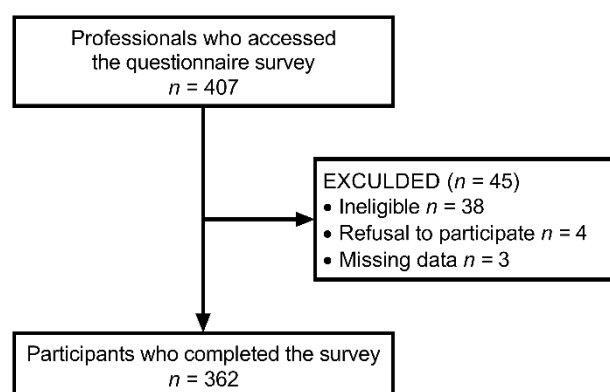 Professionals who accessed
the questionnaire survey
n = 407
EXCULDED (n = 45)
• Ineligible n = 38
• Refusal to participate n = 4
• Missing data n = 3
Participants who completed the survey
n = 362